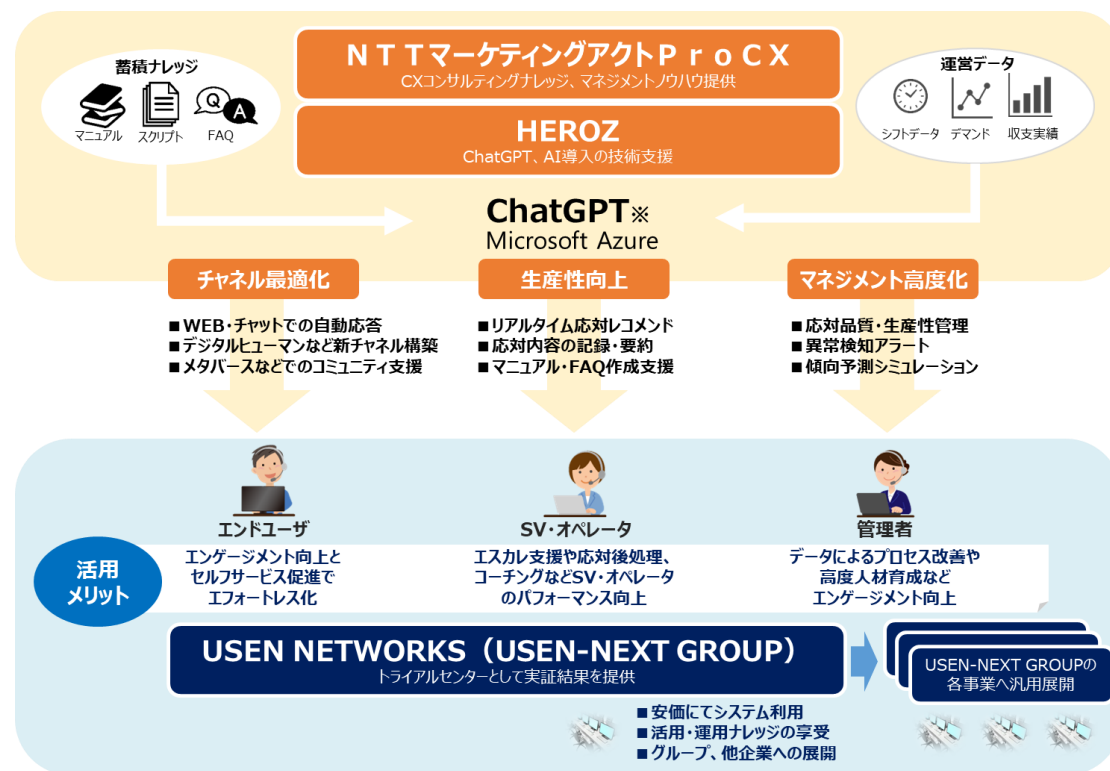 NTTマーケティングアクトProCX
CXコンサルティングナレッジ、マネジメントノウハウ提供
蓄積ナレッジ
Q
A
マニュアル
スクリプト
FAQ
運営データ
シフトデータ
デマンド
収支実績
HEROZ
ChatGPT、AI導入の技術支援
ChatGPT※
Microsoft Azure
チャネル最適化
■WEB・チャットでの自動応答
■デジタルヒューマンなど新チャネル構築
■メタバースなどでのコミュニティ支援
生産性向上
■リアルタイム応対レコメンド
■応対内容の記録・要約
■マニュアル・FAQ作成支援
マネジメント高度化
■応対品質・生産性管理
■異常検知アラート
■傾向予測シミュレーション
活用
メリット
エンドユーザ
エンゲージメント向上と
セルフサービス促進で
エフォートレス化
SV・オペレータ
エスカレ支援や応対後処理、
コーチングなどSV・オペレータ
のパフォーマンス向上
管理者
データによるプロセス改善や
高度人材育成など
エンゲージメント向上
USEN NETWORKS（USEN-NEXT GROUP）
トライアルセンターとして実証結果を提供
USEN-NEXT GROUPの
各事業へ汎用展開
■安価にてシステム利用
■活用・運用ナレッジの享受
■グループ、他企業への展開